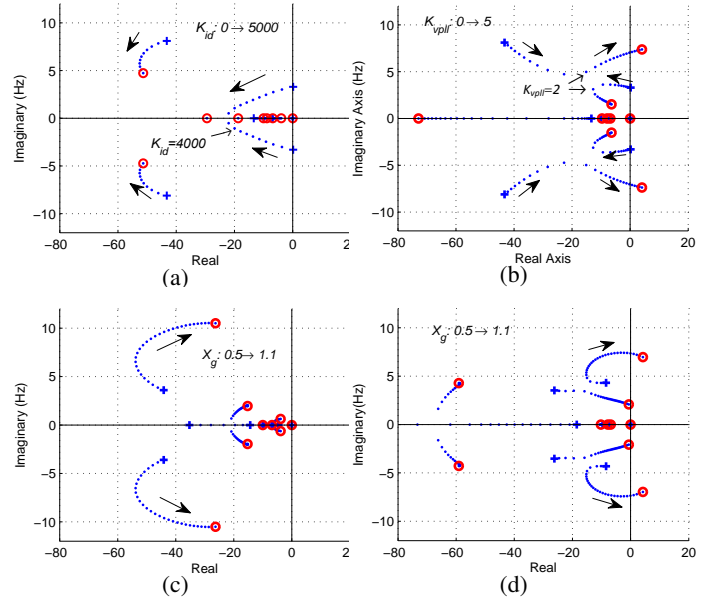 K_id: 0 → 5000
K_id=4000
10
5
0
−5
−10
Imaginary (Hz)
−80
−60
−40
−20
0
2
Real
(a)
K_vpll: 0 → 5
K_vpll=2
10
5
0
−5
−10
Imaginary Axis (Hz)
−80
−60
−40
−20
0
20
Real Axis
(b)
X_g: 0.5→ 1.1
10
5
0
−5
−10
Imaginary (Hz)
−80
−60
−40
−20
0
2
Real
(c)
X_g: 0.5→ 1.1
10
5
0
−5
−10
Imaginary(Hz)
−80
−60
−40
−20
0
20
Real
(d)